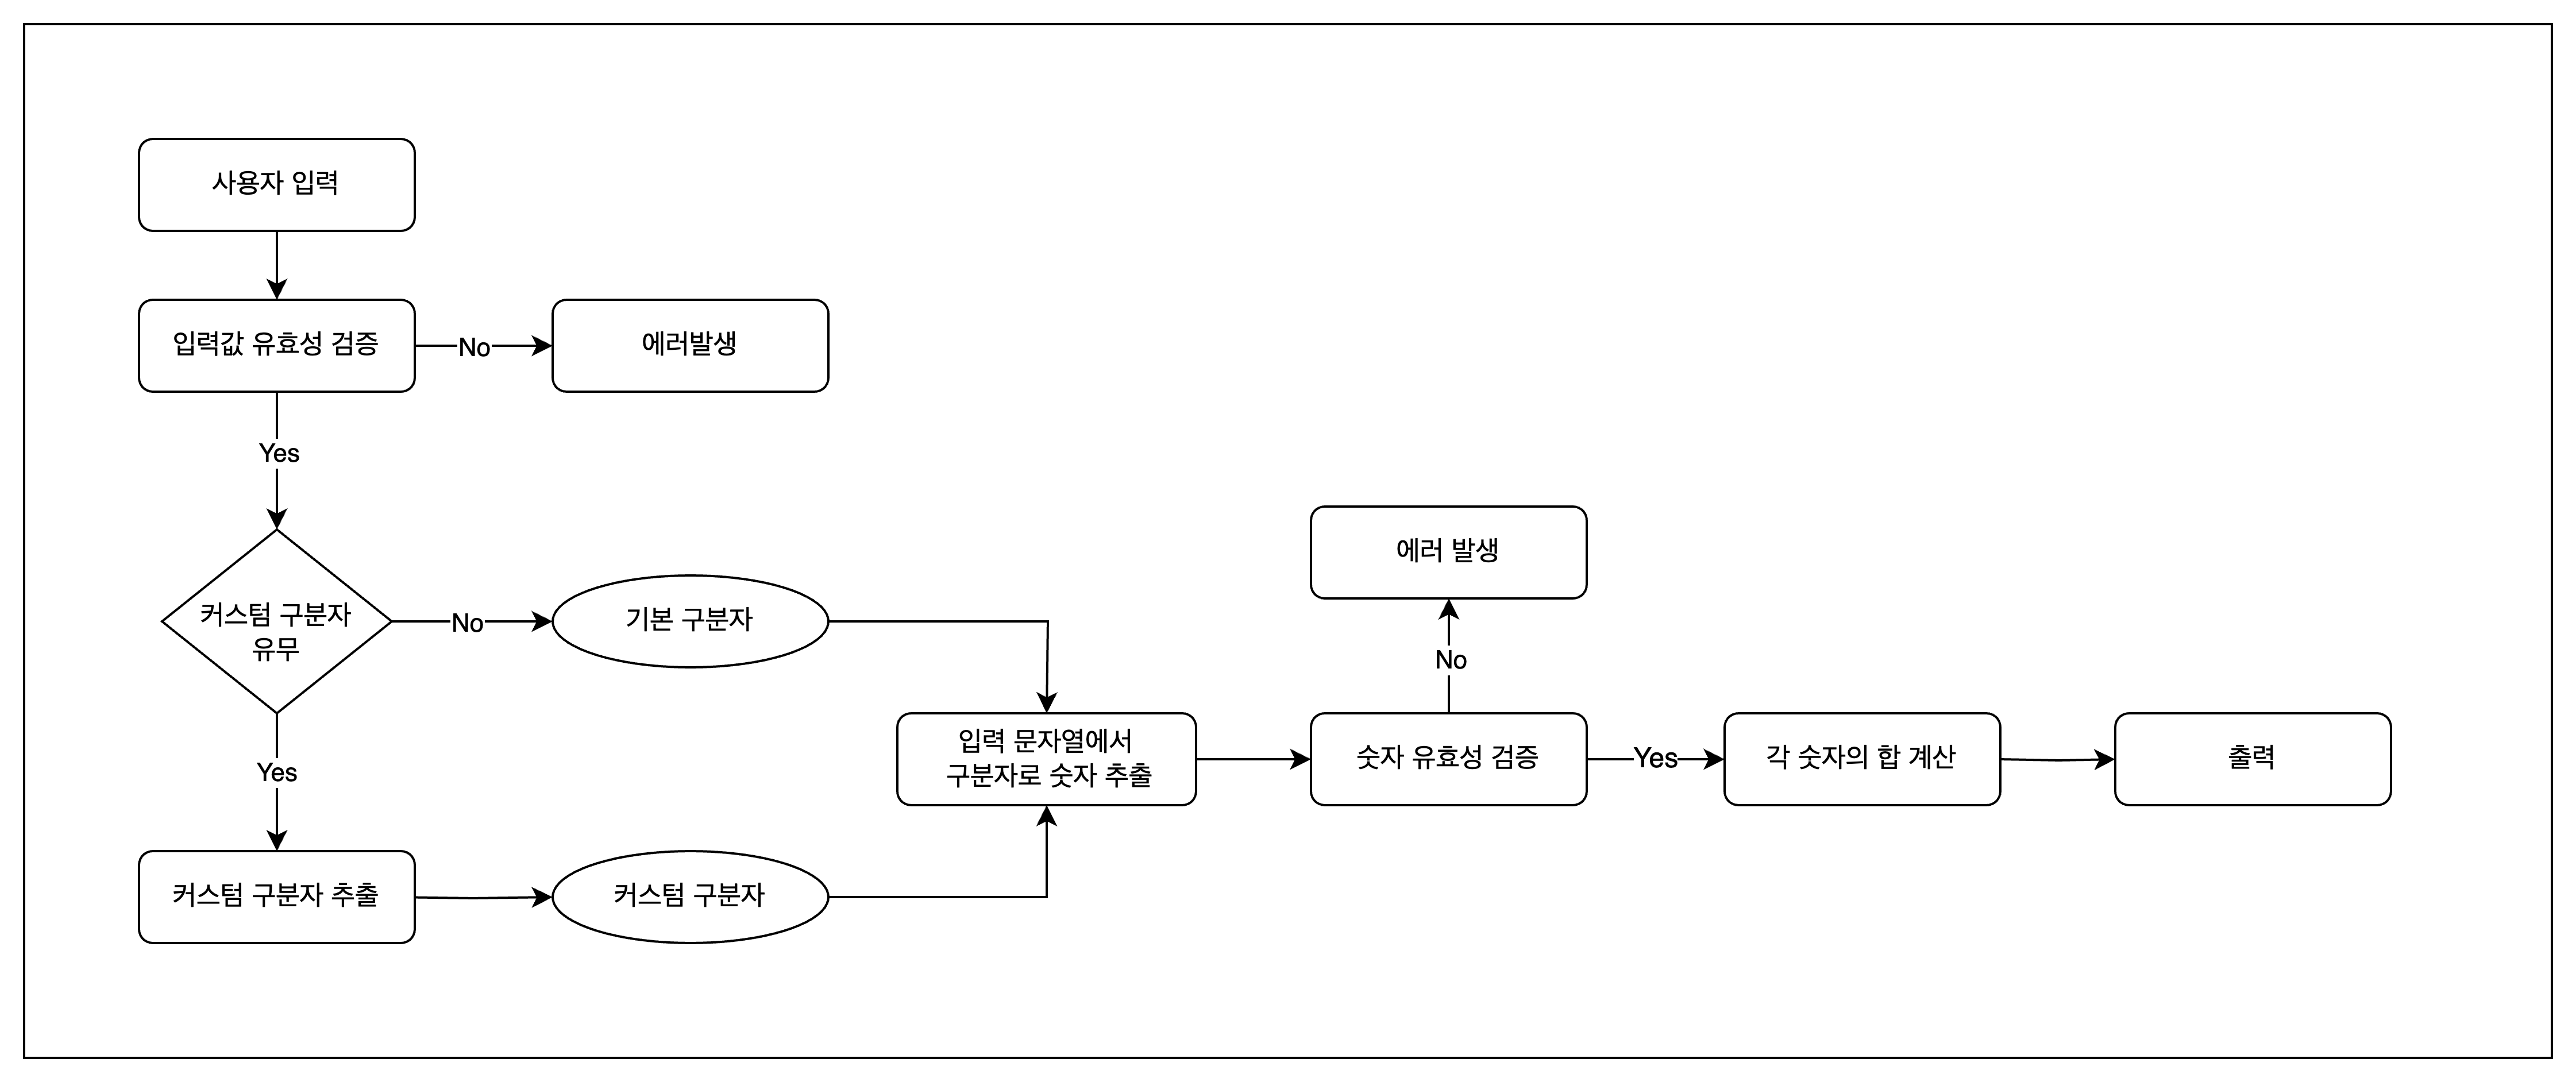 사용자 입력
입력값 유효성 검증
No
에러발생
Yes
커스텀 구분자
유무
No
기본 구분자
Yes
커스텀 구분자 추출
커스텀 구분자
입력 문자열에서
구분자로 숫자 추출
숫자 유효성 검증
No
에러 발생
Yes
각 숫자의 합 계산
출력